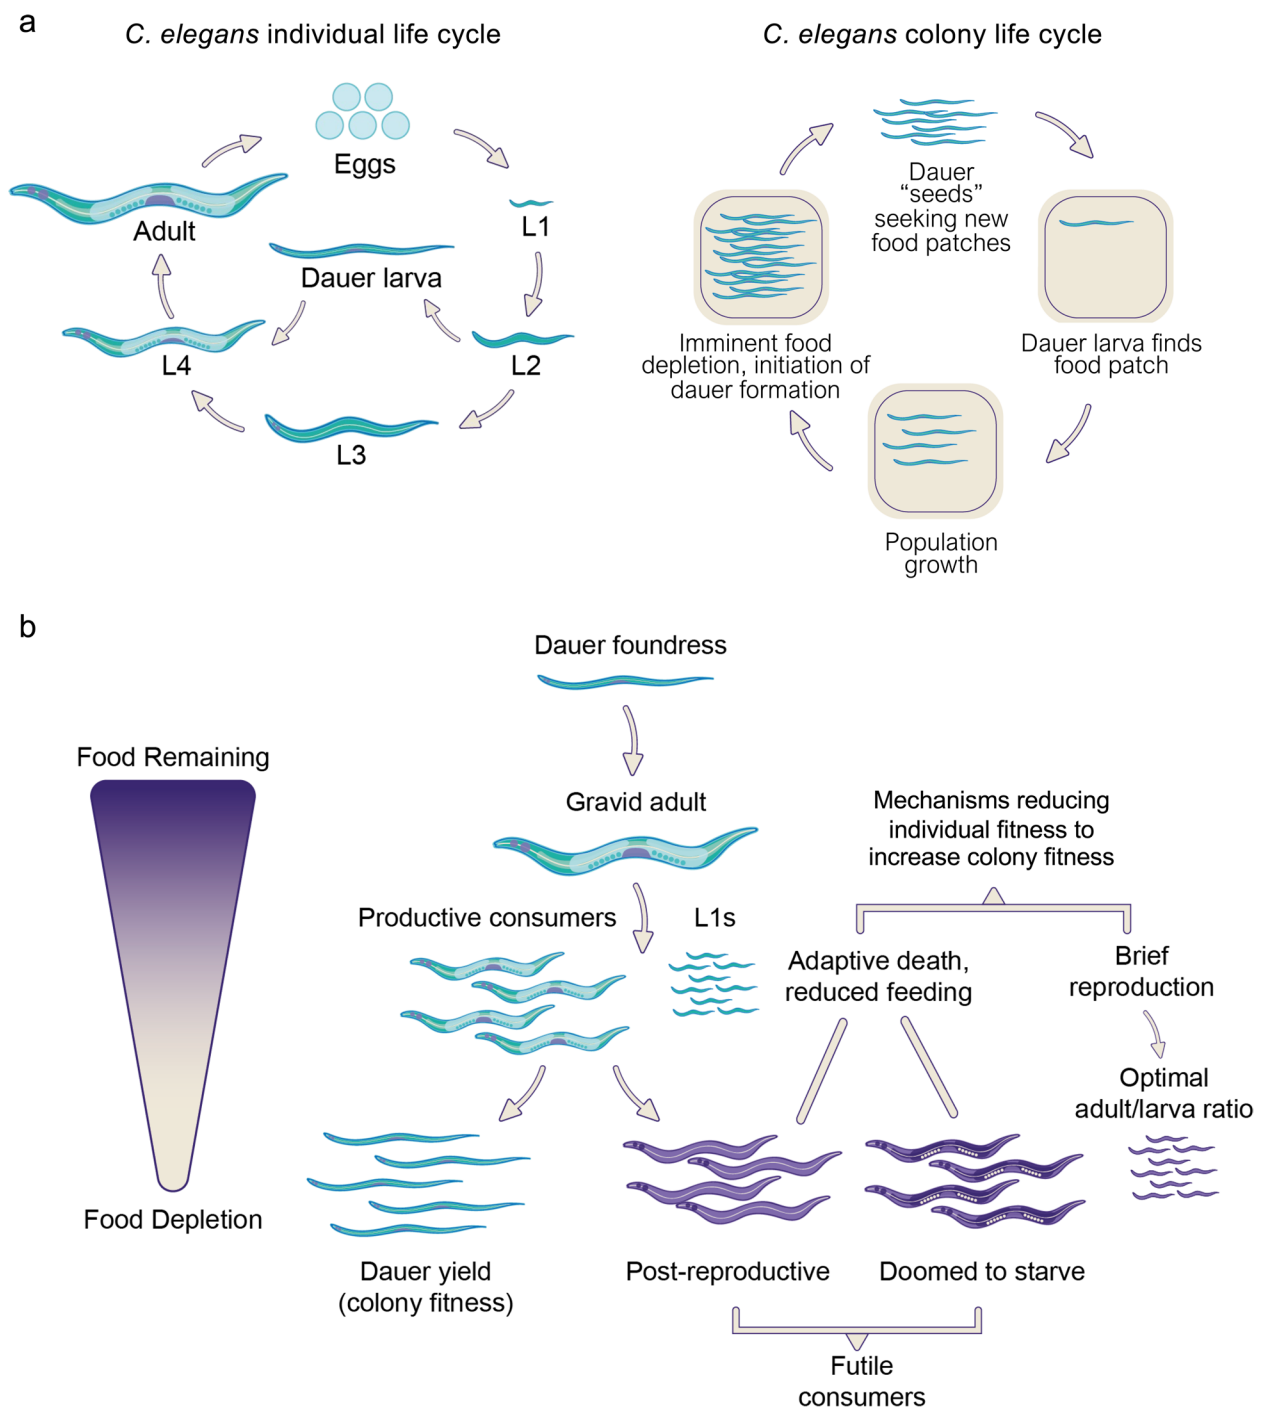 a
C. elegans individual life cycle
Eggs
L1
L2
L3
L4
Adult
Dauer larva
C. elegans colony life cycle
Dauer
“seeds”
seeking new
food patches
Dauer larva finds
food patch
Population
growth
Imminent food
depletion, initiation of
dauer formation
b
Food Remaining
Food Depletion
Dauer foundress
Gravid adult
Productive consumers
L1s
Mechanisms reducing
individual fitness to
increase colony fitness
Adaptive death,
reduced feeding
Brief
reproduction
Optimal
adult/larva ratio
Dauer yield
(colony fitness)
Post-reproductive
Doomed to starve
Futile
consumers